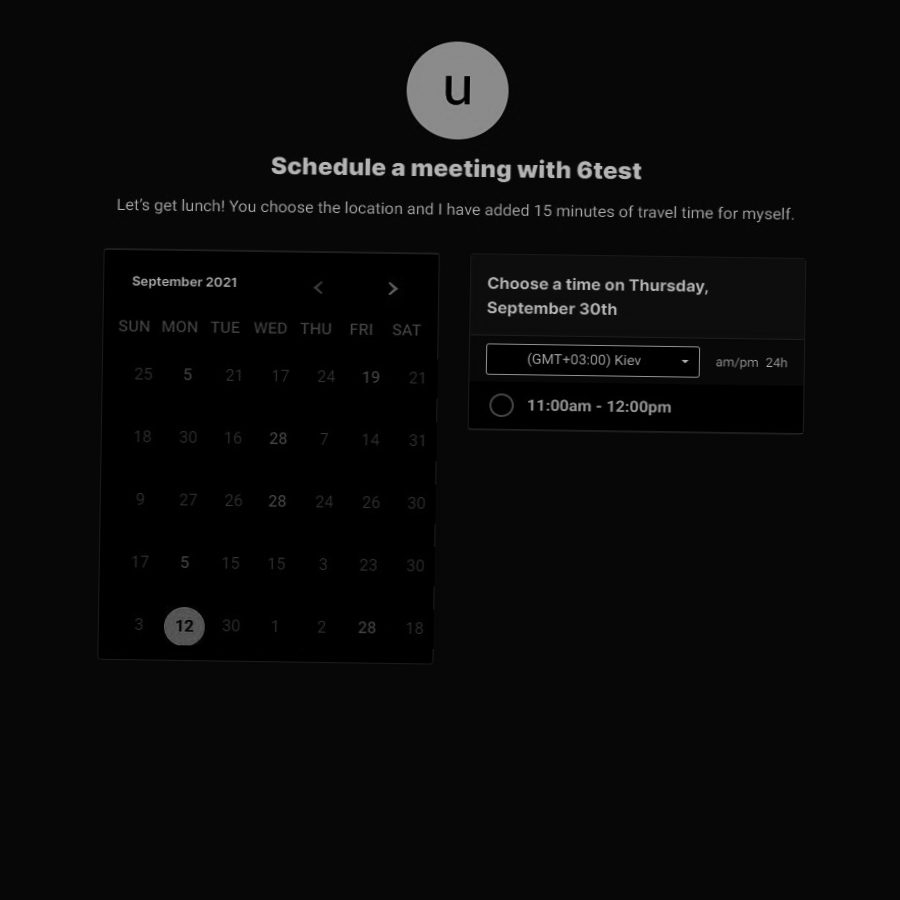 u
Schedule a meeting with 6test
Let's get lunch! You choose the location and I have added 15 minutes of travel time for myself.
September 2021
SUN MON TUE WED THU FRI SAT
25 5 21 17 24 19 21
18 30 16 28 7 14 31
9 27 26 28 24 26 30
17 5 15 15 3 23 30
3 12 30 1 2 28 18
Choose a time on Thursday,
September 30th
(GMT+03:00) Kiev am/pm 24h
11:00am - 12:00pm